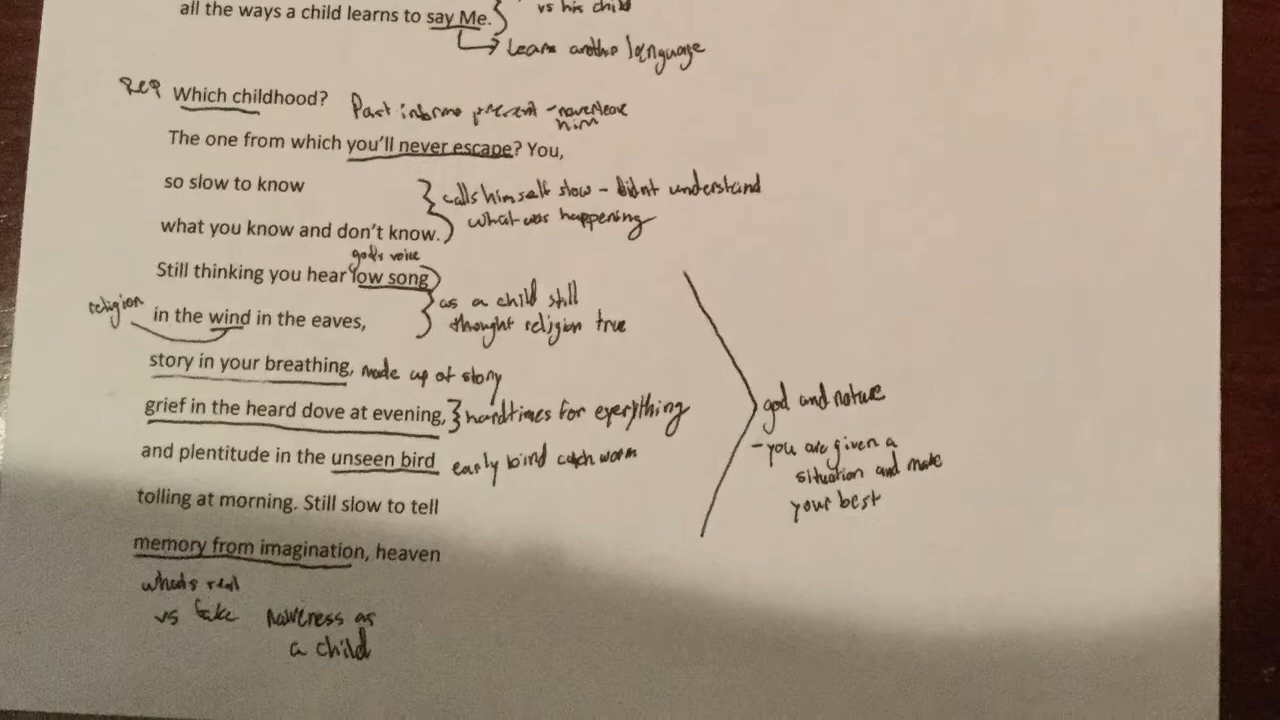 all the ways a child learns to say Me. vs his child
Learn another language
Rep Which childhood? Past informs present - never leave
him
The one from which you'll never escape? You,
so slow to know
calls himself slow - didnt understand
what was happening
what you know and don't know.
god's voice
Still thinking you hear low song
as a child still
thought religion true
religion
in the wind in the eaves,
story in your breathing, made up of story
grief in the heard dove at evening, hardtimes for everything
and plentitude in the unseen bird early bird catch worm
tolling at morning. Still slow to tell
memory from imagination, heaven
whats real
vs fake
naiveness as
a child
god and nature
- you are given a
situation and make
your best